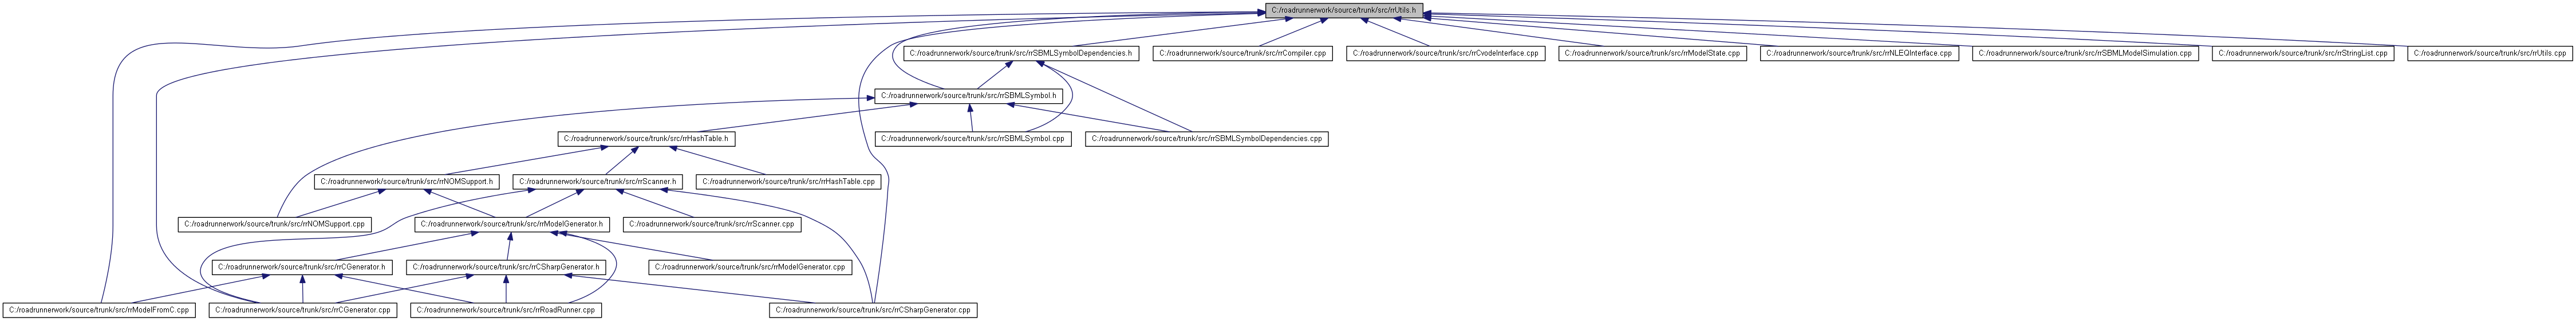 C:/roadrunnerwork/source/trunk/src/rrUtils.h
C:/roadrunnerwork/source/trunk/src/rrSBMLSymbolDependencies.h
C:/roadrunnerwork/source/trunk/src/rrCompiler.cpp
C:/roadrunnerwork/source/trunk/src/rrCvodeInterface.cpp
C:/roadrunnerwork/source/trunk/src/rrModelState.cpp
C:/roadrunnerwork/source/trunk/src/rrNLEQInterface.cpp
C:/roadrunnerwork/source/trunk/src/rrSBMLModelSimulation.cpp
C:/roadrunnerwork/source/trunk/src/rrStringList.cpp
C:/roadrunnerwork/source/trunk/src/rrUtils.cpp
C:/roadrunnerwork/source/trunk/src/rrSBMLSymbol.h
C:/roadrunnerwork/source/trunk/src/rrHashTable.h
C:/roadrunnerwork/source/trunk/src/rrSBMLSymbol.cpp
C:/roadrunnerwork/source/trunk/src/rrSBMLSymbolDependencies.cpp
C:/roadrunnerwork/source/trunk/src/rrNOMSupport.h
C:/roadrunnerwork/source/trunk/src/rrScanner.h
C:/roadrunnerwork/source/trunk/src/rrHashTable.cpp
C:/roadrunnerwork/source/trunk/src/rrNOMSupport.cpp
C:/roadrunnerwork/source/trunk/src/rrModelGenerator.h
C:/roadrunnerwork/source/trunk/src/rrScanner.cpp
C:/roadrunnerwork/source/trunk/src/rrCGenerator.h
C:/roadrunnerwork/source/trunk/src/rrCSharpGenerator.h
C:/roadrunnerwork/source/trunk/src/rrModelGenerator.cpp
C:/roadrunnerwork/source/trunk/src/rrModelFromC.cpp
C:/roadrunnerwork/source/trunk/src/rrCGenerator.cpp
C:/roadrunnerwork/source/trunk/src/rrRoadRunner.cpp
C:/roadrunnerwork/source/trunk/src/rrCSharpGenerator.cpp